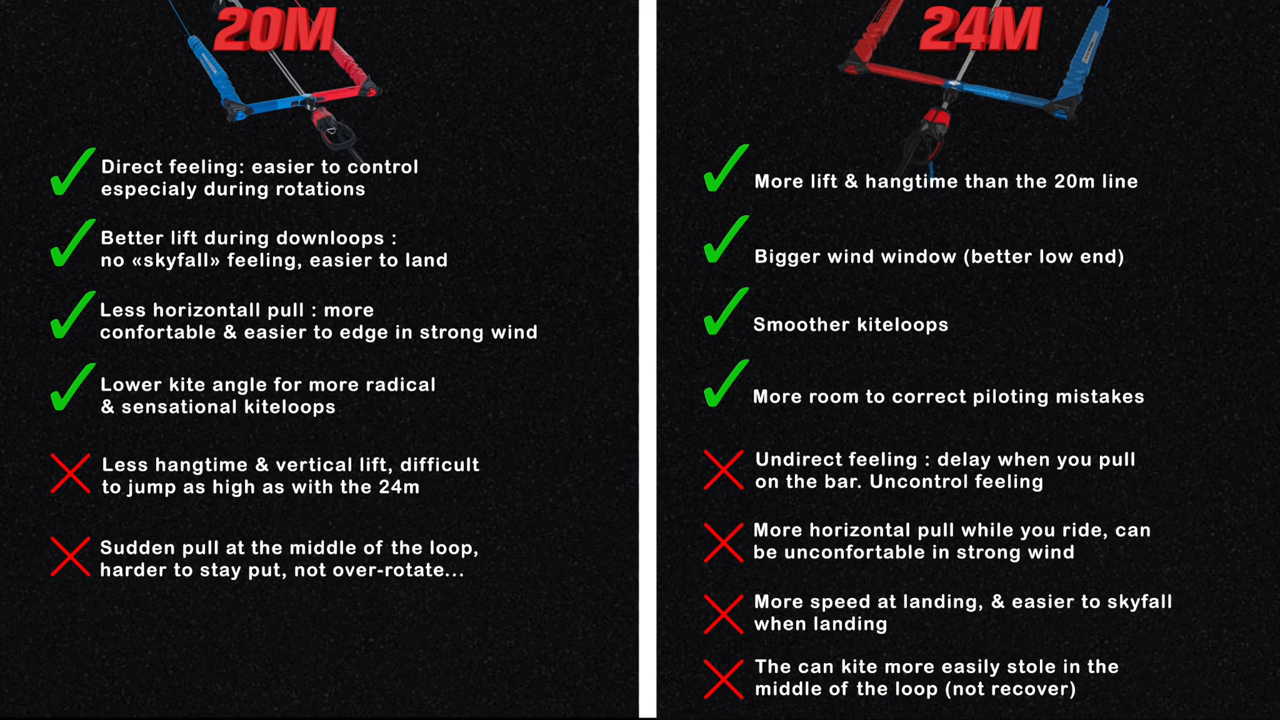 20M
Direct feeling: easier to control
especialy during rotations
Better lift during downloops :
no «skyfall» feeling, easier to land
Less horizontall pull : more
confortable & easier to edge in strong wind
Lower kite angle for more radical
& sensational kiteloops
Less hangtime & vertical lift, difficult
to jump as high as with the 24m
Sudden pull at the middle of the loop,
harder to stay put, not over-rotate...
24M
More lift & hangtime than the 20m line
Bigger wind window (better low end)
Smoother kiteloops
More room to correct piloting mistakes
Undirect feeling : delay when you pull
on the bar. Uncontrol feeling
More horizontal pull while you ride, can
be unconfortable in strong wind
More speed at landing, & easier to skyfall
when landing
The can kite more easily stole in the
middle of the loop (not recover)